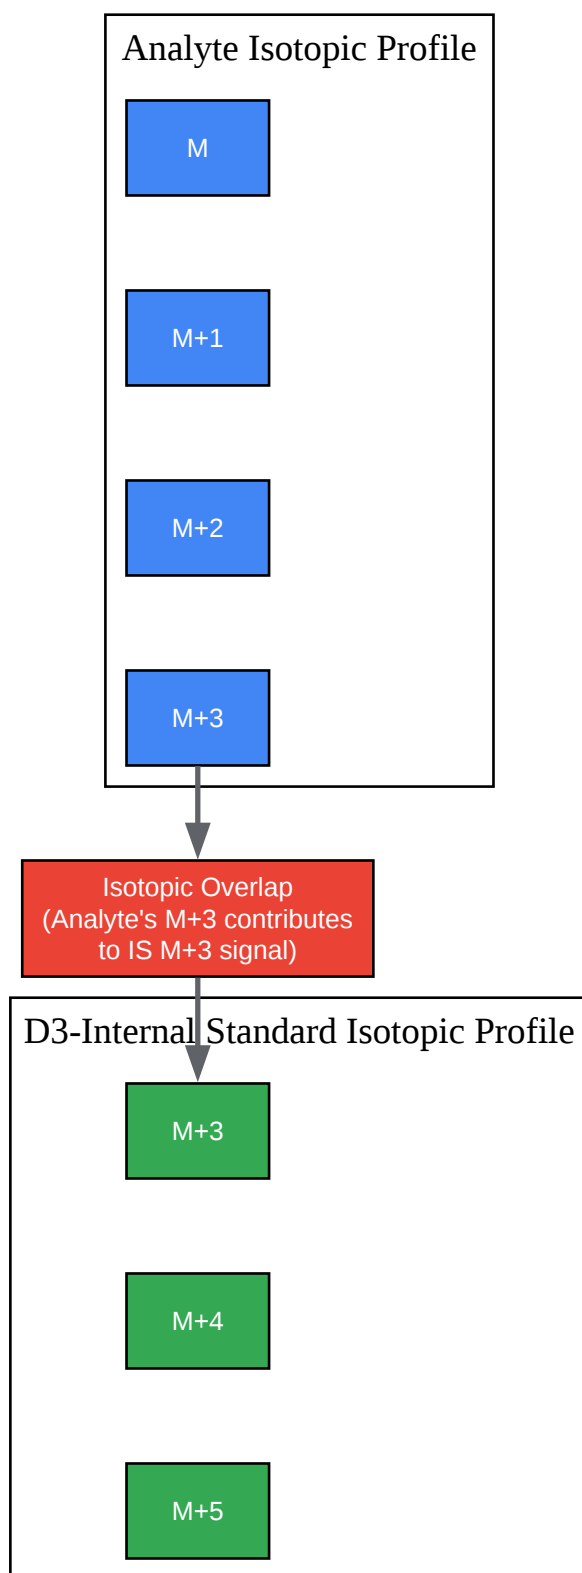 Analyte Isotopic Profile
M
M+1
M+2
M+3
Isotopic Overlap
(Analyte's M+3 contributes
to IS M+3 signal)
D3-Internal Standard Isotopic Profile
M+3
M+4
M+5